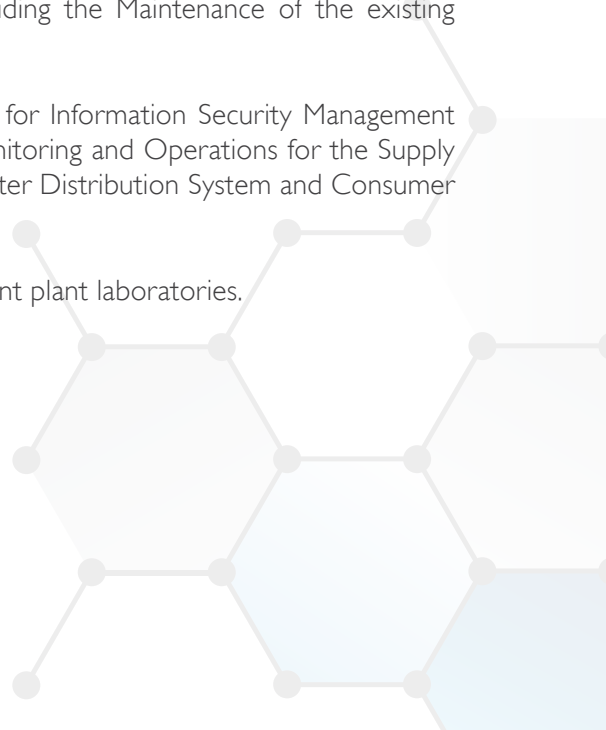 iding the Maintenance of the existing
for Information Security Management
nitoring and Operations for the Supply
ter Distribution System and Consumer
nt plant laboratories.